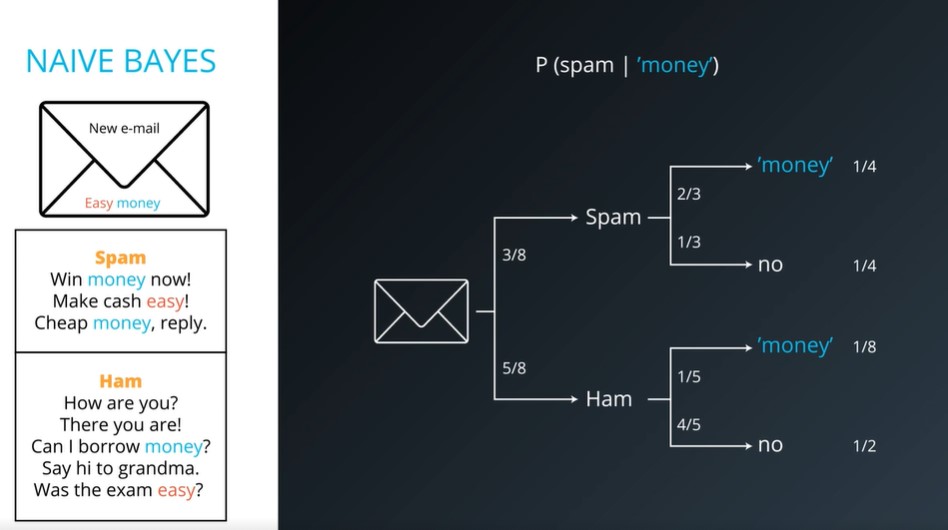 NAIVE BAYES
New e-mail
Easy money
Spam
Win money now!
Make cash easy!
Cheap money, reply.
Ham
How are you?
There you are!
Can I borrow money?
Say hi to grandma.
Was the exam easy?
P (spam | 'money')
3/8
5/8
Spam
2/3
1/3
'money' 1/4
no 1/4
Ham
1/5
4/5
'money' 1/8
no 1/2